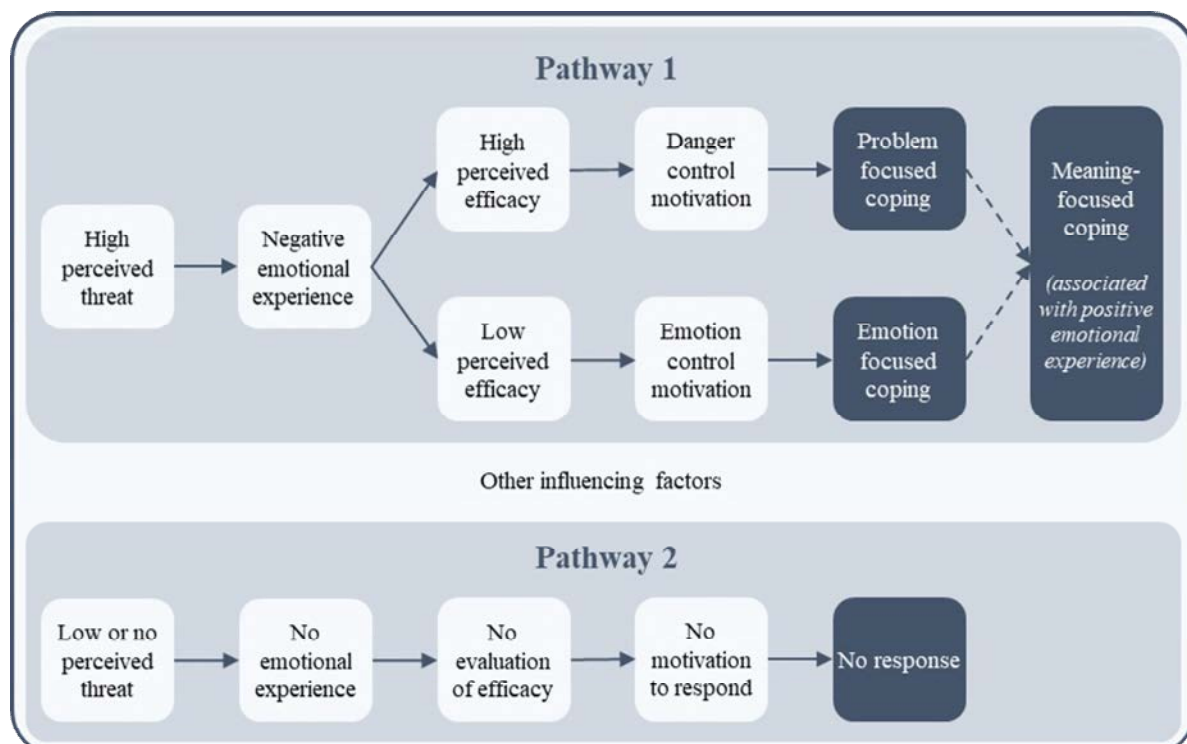 Pathway 1
High
perceived
threat
Negative
emotional
experience
High
perceived
efficacy
Danger
control
motivation
Problem
focused
coping
Low
perceived
efficacy
Emotion
control
motivation
Emotion
focused
coping
Meaning-
focused
coping
(associated
with positive
emotional
experience)
Other influencing factors
Pathway 2
Low or no
perceived
threat
No
emotional
experience
No
evaluation
of efficacy
No
motivation
to respond
No response